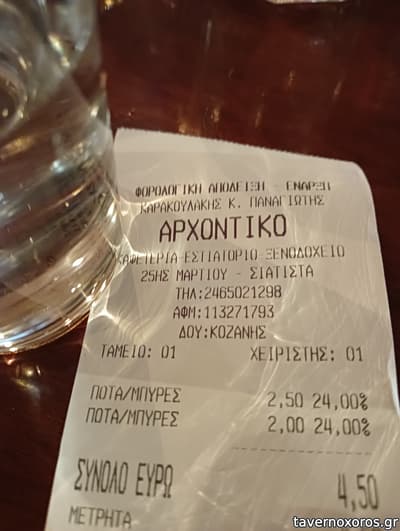 ΦΟΡΟΛΟΓΙΚΗ ΑΠΟΔΕΙΞΗ - ΕΝΑΡΞΗ
ΚΑΡΑΚΟΥΛΑΚΗΣ Κ. ΠΑΝΑΓΙΩΤΗΣ
ΑΡΧΟΝΤΙΚΟ
ΚΑΦΕΤΕΡΙΑ-ΕΣΤΙΑΤΟΡΙΟ-ΞΕΝΟΔΟΧΕΙΟ
25ΗΣ ΜΑΡΤΙΟΥ - ΣΙΑΤΙΣΤΑ
ΤΗΛ:2465021298
ΑΦΜ:113271793
ΔΟΥ:ΚΟΖΑΝΗΣ
ΤΑΜΕΙΟ: 01 ΧΕΙΡΙΣΤΗΣ: 01
ΠΟΤΑ/ΜΠΥΡΕΣ 2,50 24,00%
ΠΟΤΑ/ΜΠΥΡΕΣ 2,00 24,00%
ΣΥΝΟΛΟ ΕΥΡΩ 4,50
ΜΕΤΡΗΤΑ
tavernoxoros.gr